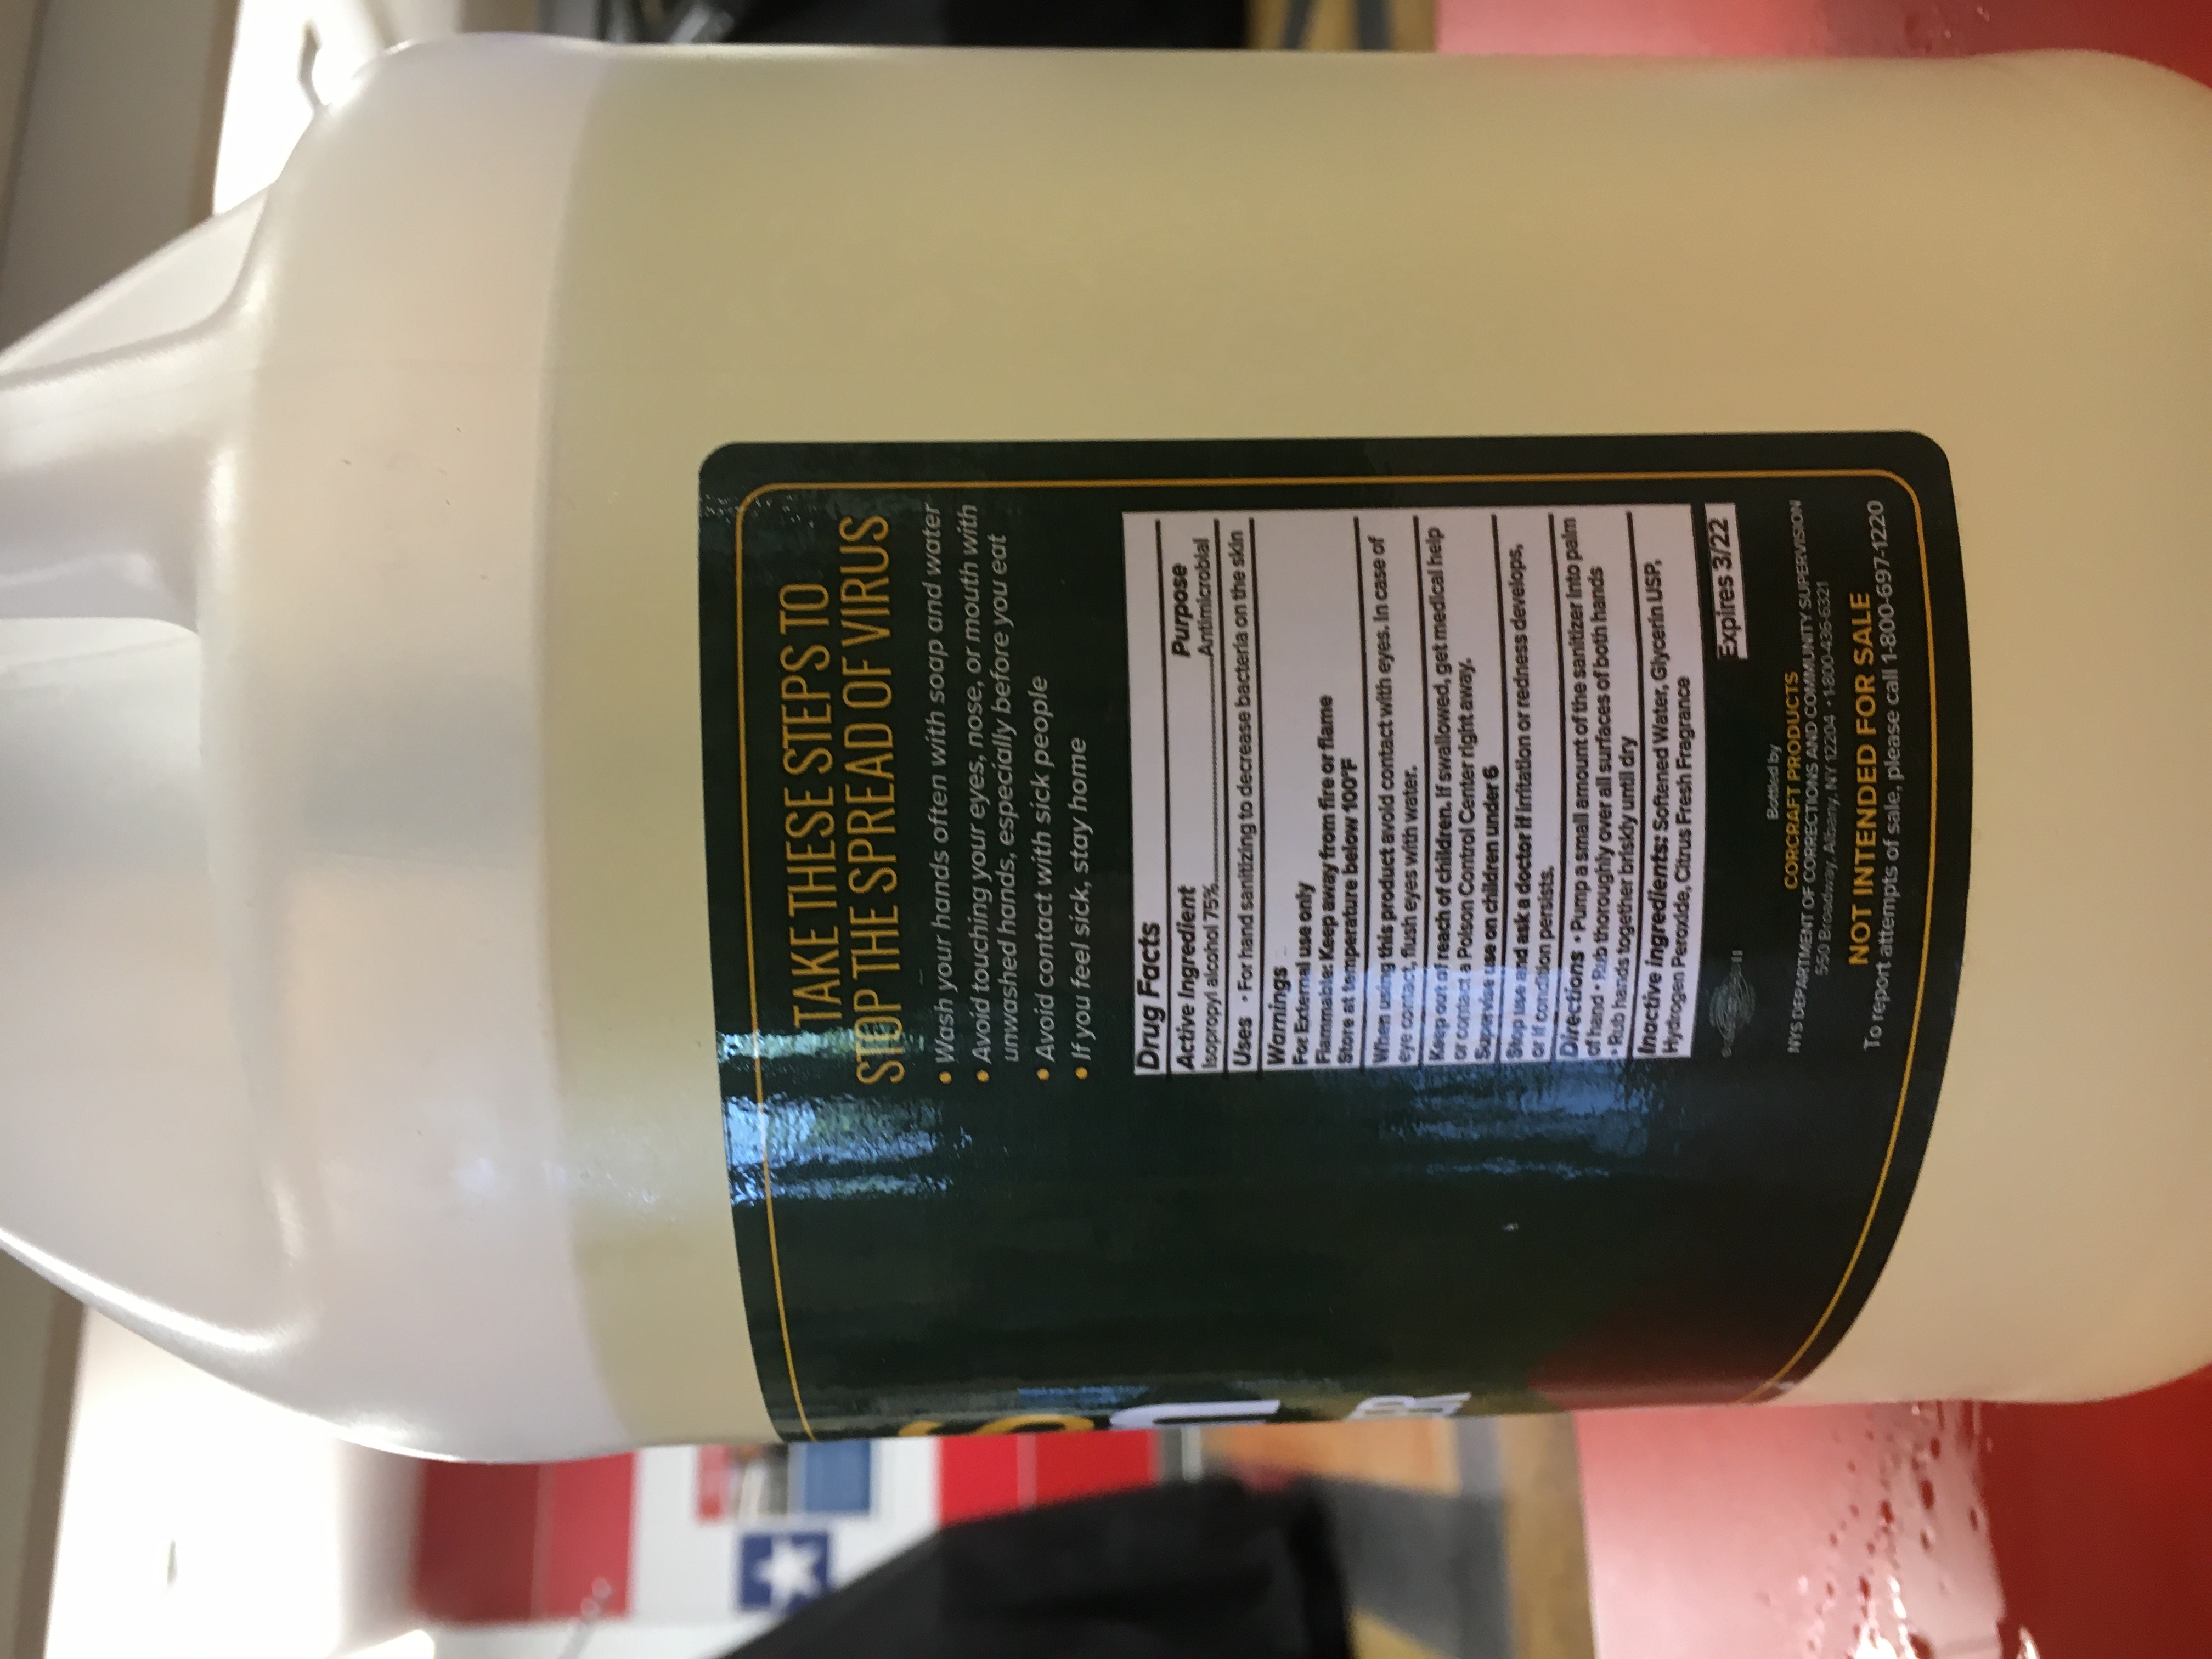 TAKE THESE STEPS TO
STOP THE SPREAD OF VIRUS
• Wash your hands often with soap and water
• Avoid touching your eyes, nose, or mouth with
unwashed hands, especially before you eat
• Avoid contact with sick people
• If you feel sick, stay home
Drug Facts
Active Ingredient Purpose
Isopropyl alcohol 75%..........Antimicrobial
Uses • For hand sanitizing to decrease bacteria on the skin
Warnings
For External use only
Flammable: Keep away from fire or flame
Store at temperature below 100°F
When using this product avoid contact with eyes. In case of
eye contact, flush eyes with water.
Keep out of reach of children. If swallowed, get medical help
or contact a Poison Control Center right away.
Supervise use on children under 6
Stop use and ask a doctor if irritation or redness develops,
or if condition persists.
Directions • Pump a small amount of the sanitizer into palm
of hand • Rub thoroughly over all surfaces of both hands
• Rub hands together briskly until dry
Inactive ingredients: Softened Water, Glycerin USP,
Hydrogen Peroxide, Citrus Fresh Fragrance
Expires 3/22
Bottled by
CORCRAFT PRODUCTS
NYS DEPARTMENT OF CORRECTIONS AND COMMUNITY SUPERVISION
550 Broadway, Albany, NY 12204 • 1-800-436-6321
NOT INTENDED FOR SALE
To report attempts of sale, please call 1-800-697-1220